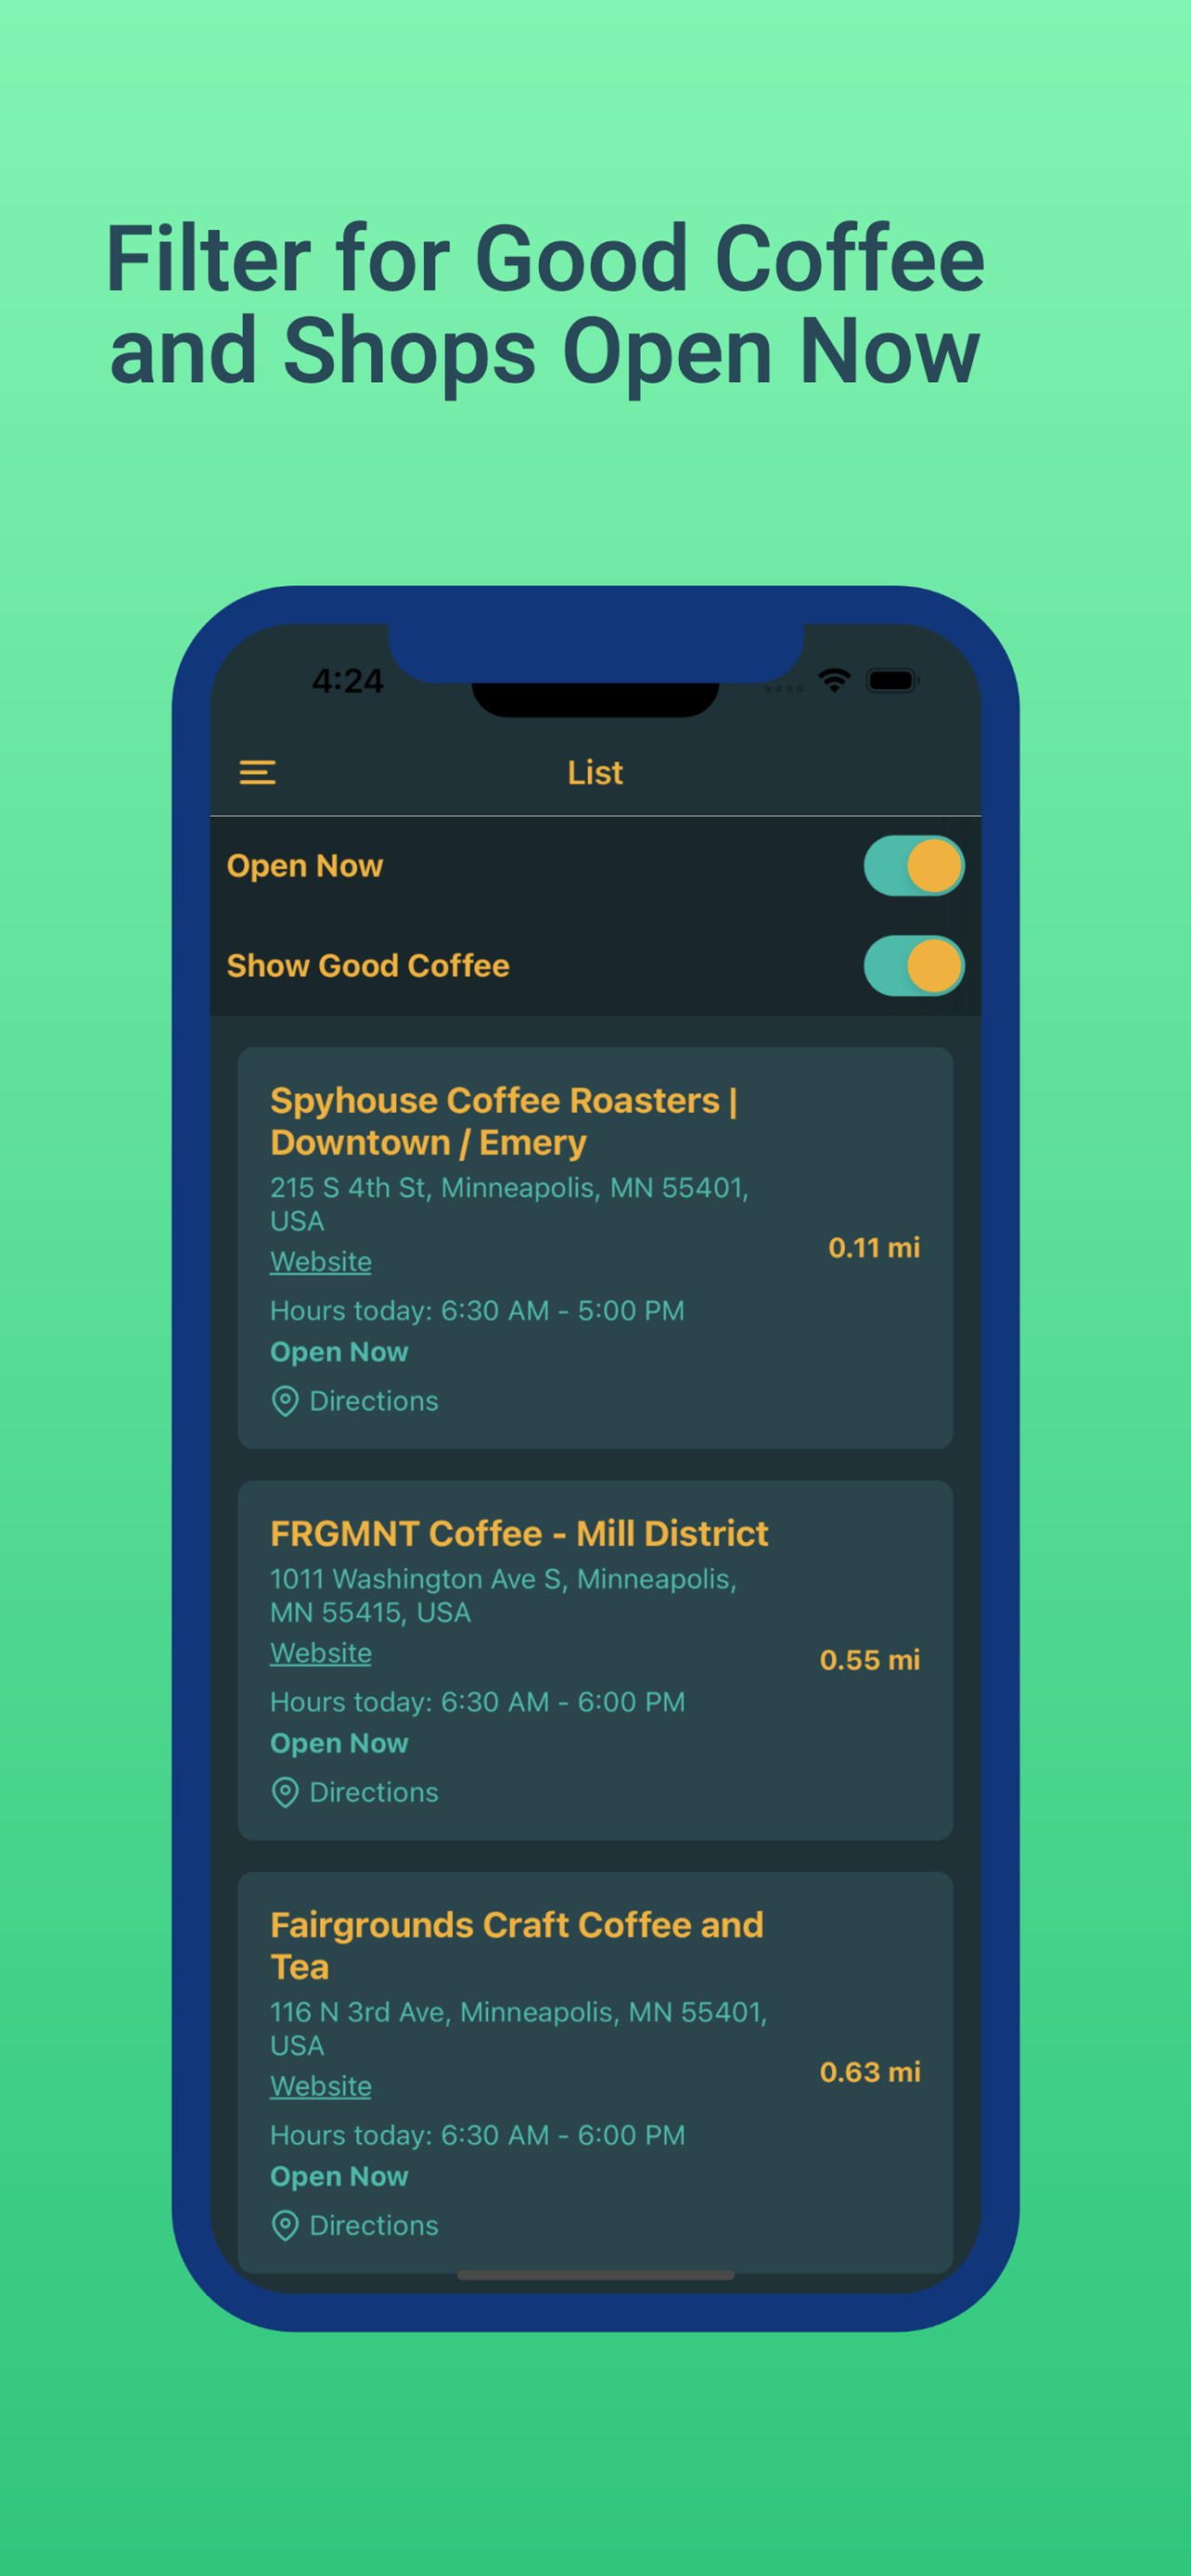 Filter for Good Coffee
and Shops Open Now
4:24
List
Open Now
Show Good Coffee
Spyhouse Coffee Roasters |
Downtown / Emery
215 S 4th St, Minneapolis, MN 55401,
USA
0.11 mi
Website
Hours today: 6:30 AM - 5:00 PM
Open Now
Directions
FRGMNT Coffee - Mill District
1011 Washington Ave S, Minneapolis,
MN 55415, USA
Website
0.55 mi
Hours today: 6:30 AM - 6:00 PM
Open Now
Directions
Fairgrounds Craft Coffee and
Tea
116 N 3rd Ave, Minneapolis, MN 55401,
USA
0.63 mi
Website
Hours today: 6:30 AM - 6:00 PM
Open Now
Directions